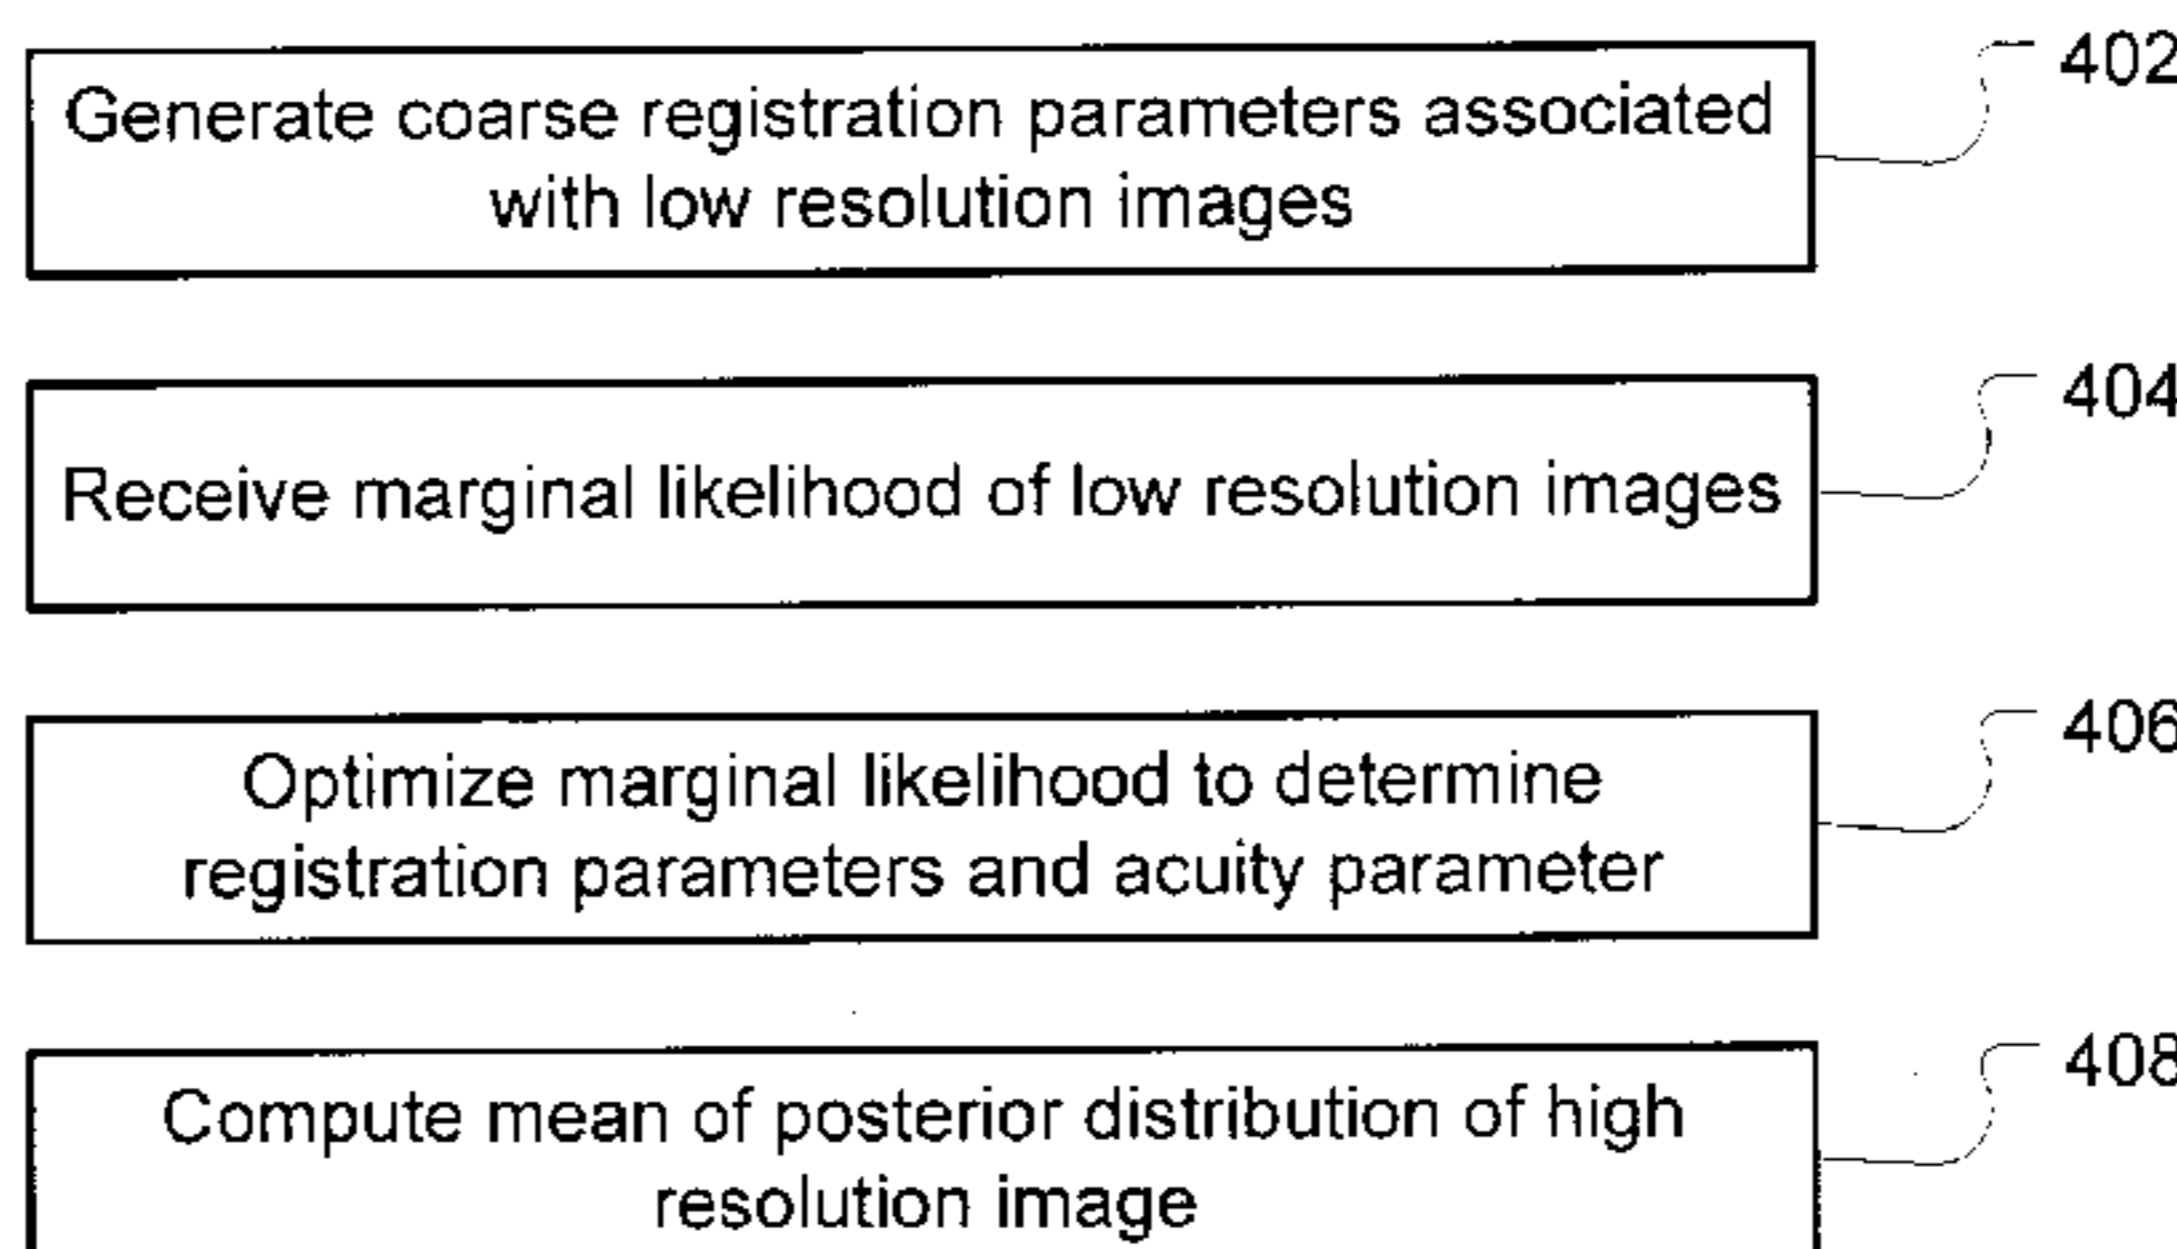 402
Generate coarse registration parameters associated
with low resolution images
404
Receive marginal likelihood of low resolution images
406
Optimize marginal likelihood to determine
registration parameters and acuity parameter
408
Compute mean of posterior distribution of high
resolution image